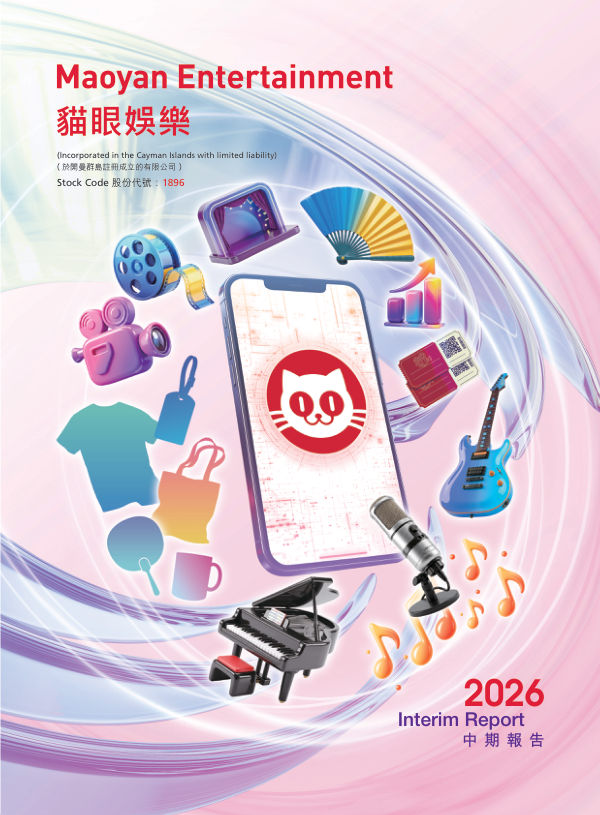 Maoyan Entertainment
貓眼娛樂
(Incorporated in the Cayman Islands with limited liability)
（於開曼群島註冊成立的有限公司）
Stock Code 股份代號：1896
2026
Interim Report
中期報告